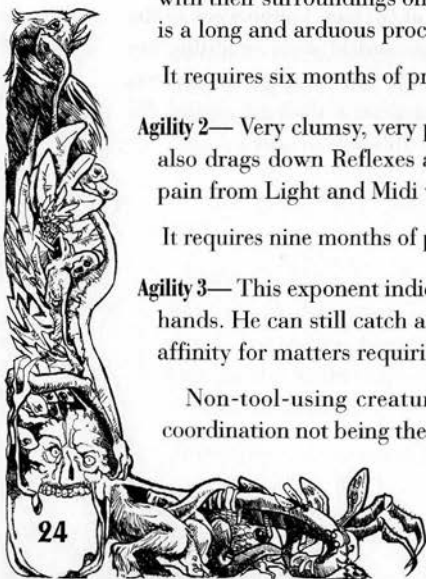 with their surroundings on
is a long and arduous proc
It requires six months of pr
Agility 2— Very clumsy, very p
also drags down Reflexes a
pain from Light and Midi
It requires nine months of p
Agility 3— This exponent indic
hands. He can still catch a
affinity for matters requiri
Non-tool-using creatur
coordination not being the
24